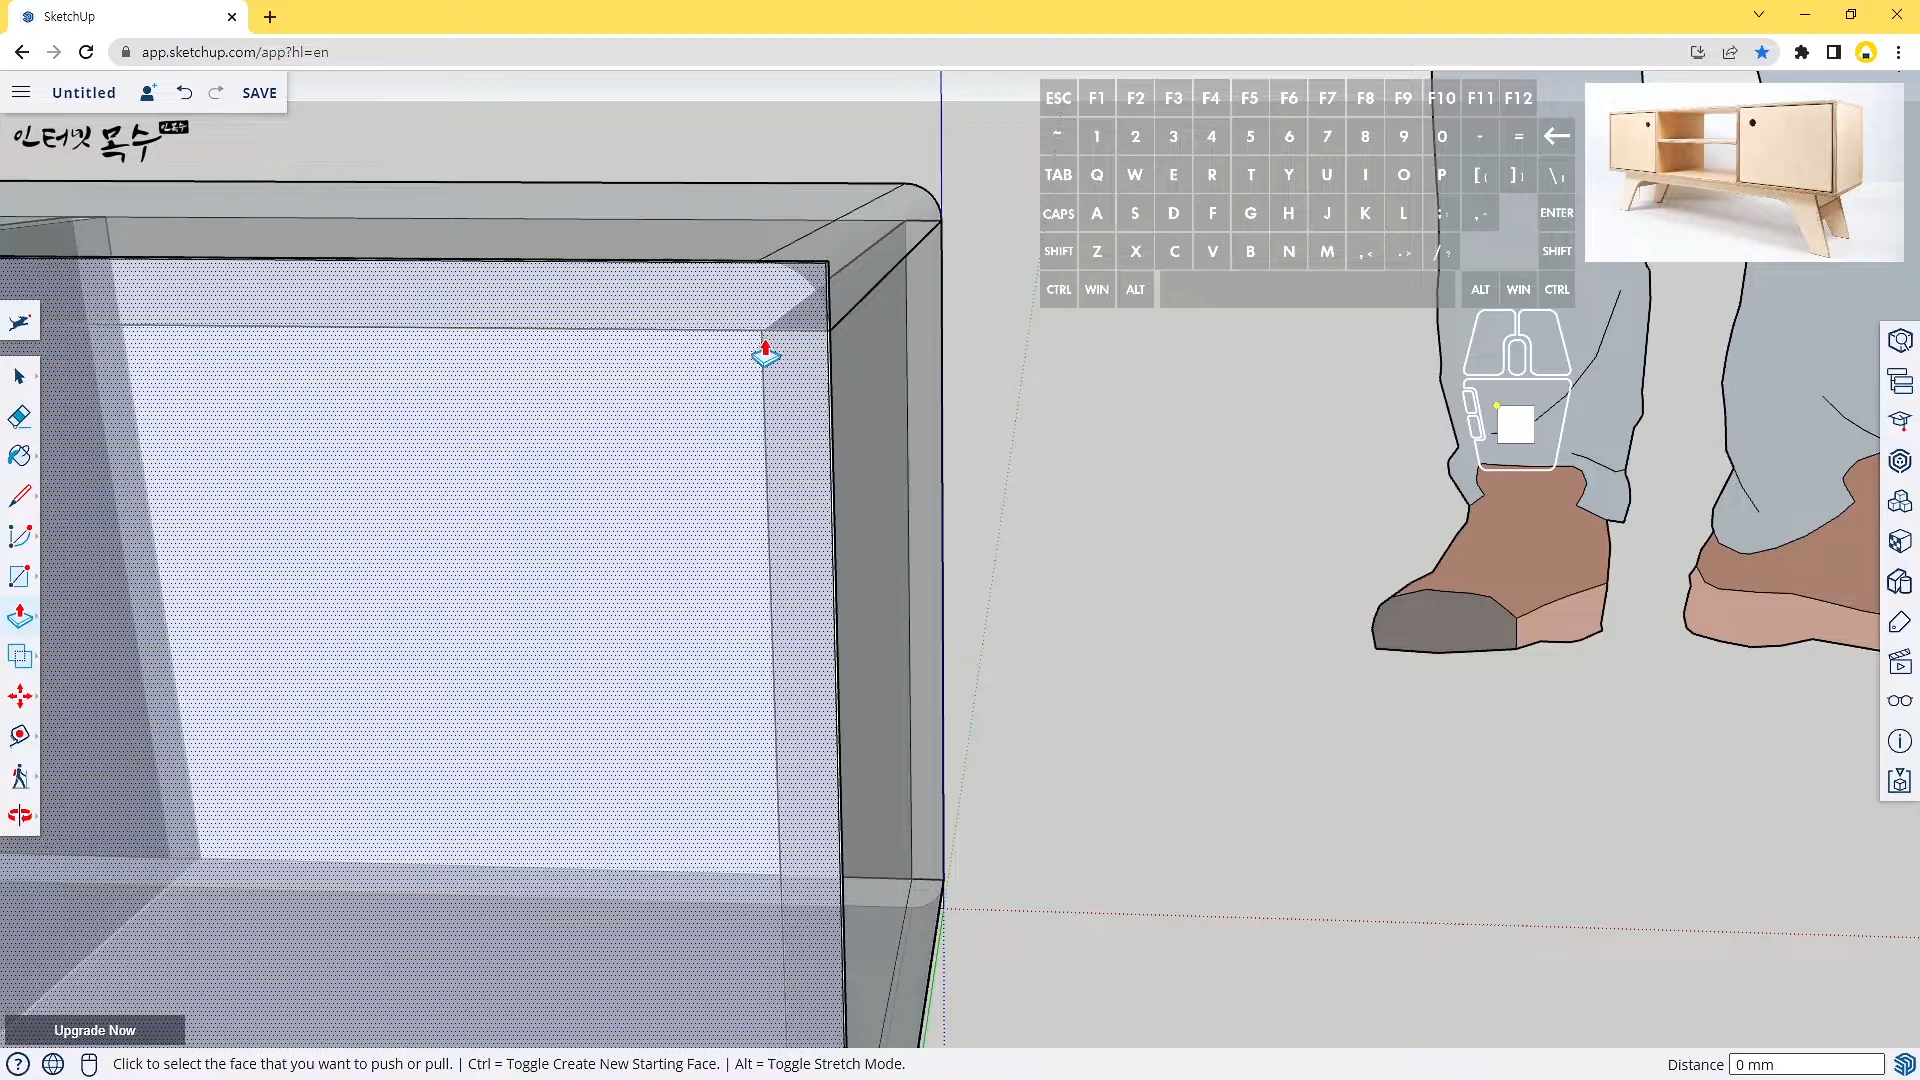 SketchUp
app.sketchup.com/app?hl=en
Untitled
SAVE
인터넷 목수
ESC F1 F2 F3 F4 F5 F6 F7 F8 F9 F10 F11 F12
~ 1 2 3 4 5 6 7 8 9 0 - =
TAB Q W E R T Y U I O P [ ] \
CAPS A S D F G H J K L ; ENTER
SHIFT Z X C V B N M , < . > / ? SHIFT
CTRL WIN ALT ALT WIN CTRL
Upgrade Now
Click to select the face that you want to push or pull. | Ctrl = Toggle Create New Starting Face. | Alt = Toggle Stretch Mode.
Distance 0 mm